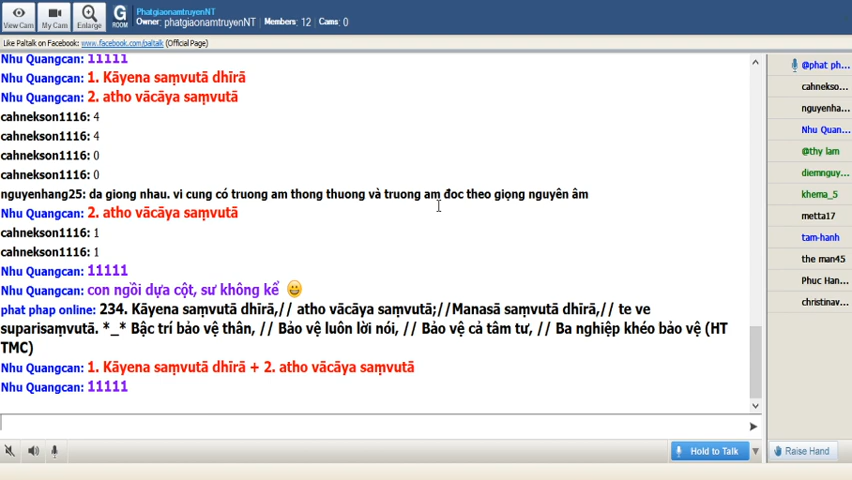 View Cam
My Cam
Enlarge
G
ROOM
PhatgiaonamtruyenNT
Owner: phatgiaonamtruyenNT Members: 12 Cams: 0
Like Paltalk on Facebook: www.facebook.com/paltalk (Official Page)
Nhu Quangcan: 11111
Nhu Quangcan: 1. Kāyena saṃvutā dhīrā
Nhu Quangcan: 2. atho vācāya saṃvutā
cahnekson1116: 4
cahnekson1116: 4
cahnekson1116: 0
cahnekson1116: 0
nguyenhang25: da giong nhau. vi cung có truong am thong thuong và truong am đoc theo giọng nguyên âm
Nhu Quangcan: 2. atho vācāya saṃvutā
cahnekson1116: 1
cahnekson1116: 1
Nhu Quangcan: 11111
Nhu Quangcan: con ngồi dựa cột, sư không kể
phat phap online: 234. Kāyena saṃvutā dhīrā,// atho vācāya saṃvutā;//Manasā saṃvutā dhīrā,// te ve
suparisaṃvutā. *_* Bậc trí bảo vệ thân, // Bảo vệ luôn lời nói, // Bảo vệ cả tâm tư, // Ba nghiệp khéo bảo vệ (HT
TMC)
Nhu Quangcan: 1. Kāyena saṃvutā dhīrā + 2. atho vācāya saṃvutā
Nhu Quangcan: 11111
@phat ph...
cahnekso...
nguyenha...
Nhu Quan...
@thy lam
diemnguy...
khema_5
metta17
tam-hanh
the man45
Phuc Han...
christinav...
Hold to Talk
Raise Hand